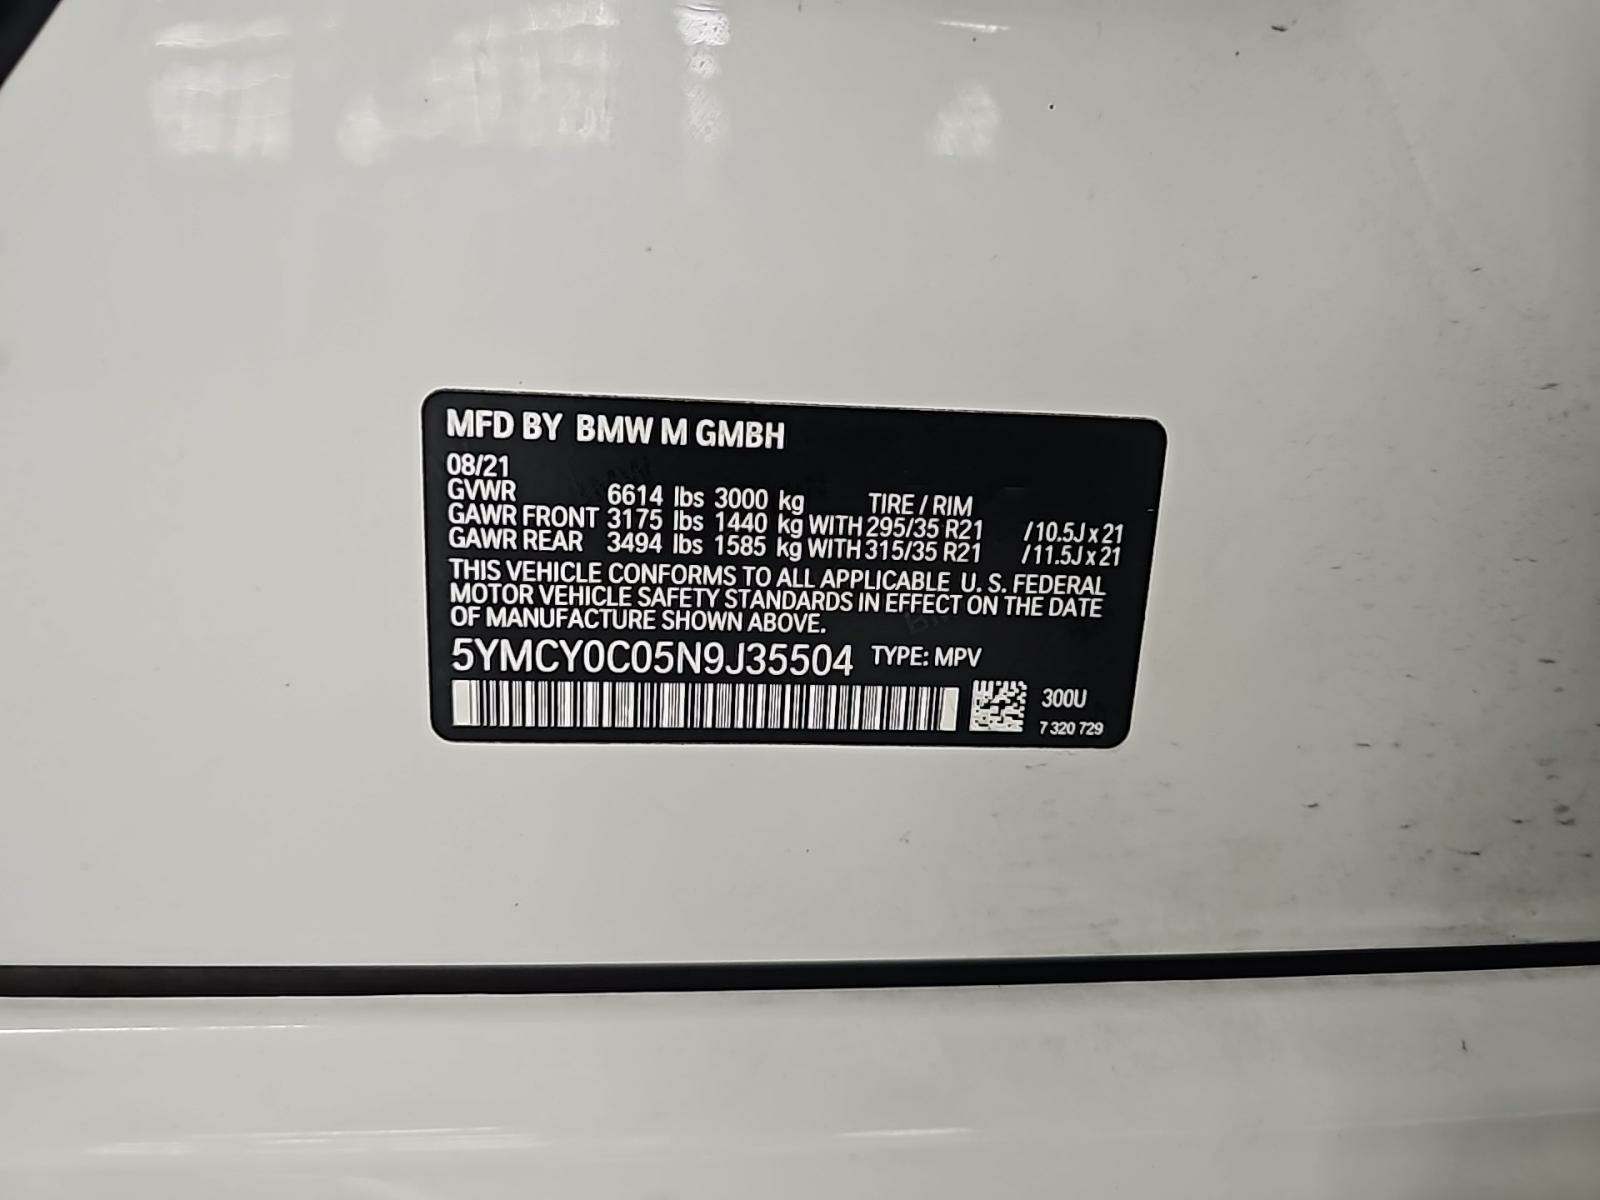 MFD BY BMW M GMBH
08/21
GVWR 6614 lbs 3000 kg TIRE / RIM
GAWR FRONT 3175 lbs 1440 kg WITH 295/35 R21 /10.5J x 21
GAWR REAR 3494 lbs 1585 kg WITH 315/35 R21 /11.5J x 21
THIS VEHICLE CONFORMS TO ALL APPLICABLE U. S. FEDERAL
MOTOR VEHICLE SAFETY STANDARDS IN EFFECT ON THE DATE
OF MANUFACTURE SHOWN ABOVE.
5YMCY0C05N9J35504 TYPE: MPV
300U
7 320 729